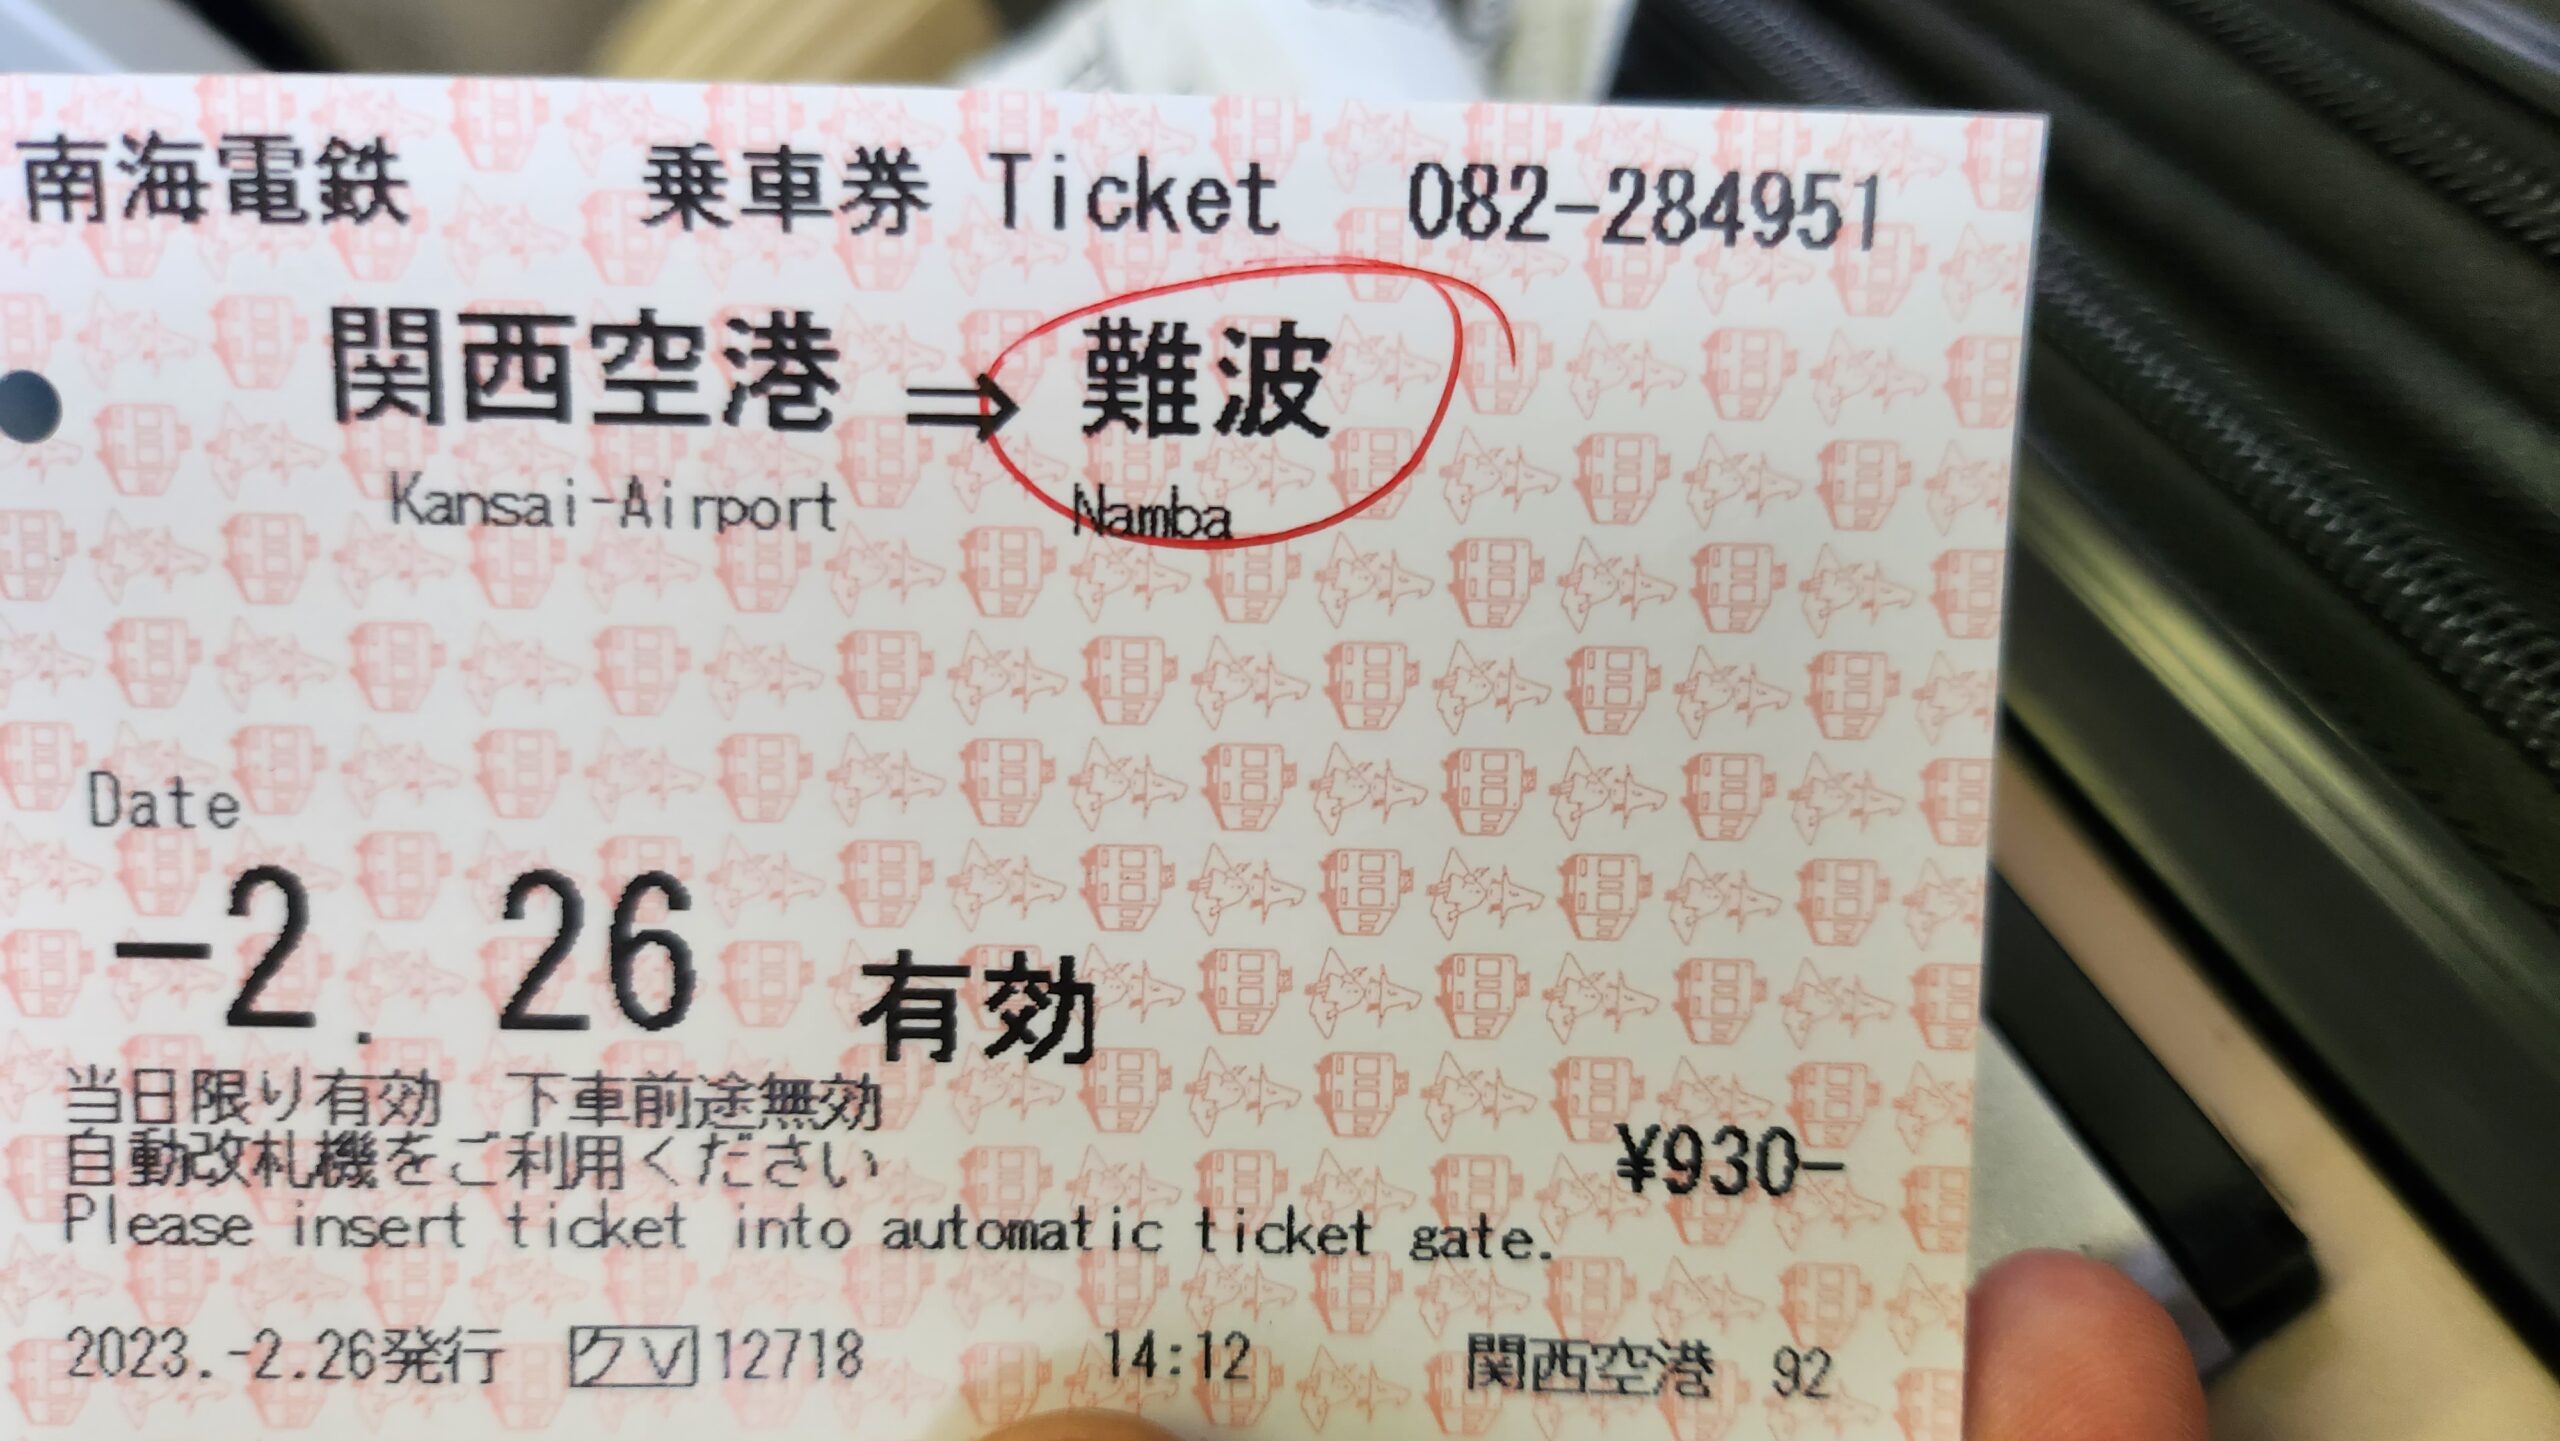 南海電鉄 乗車券 Ticket 082-284951
関西空港 ⇒ 難波
Kansai-Airport Namba
Date
-2. 26 有効
当日限り有効 下車前途無効
自動改札機をご利用ください
¥930-
Please insert ticket into automatic ticket gate.
2023.-2.26発行 クV 12718 14:12 関西空港 92